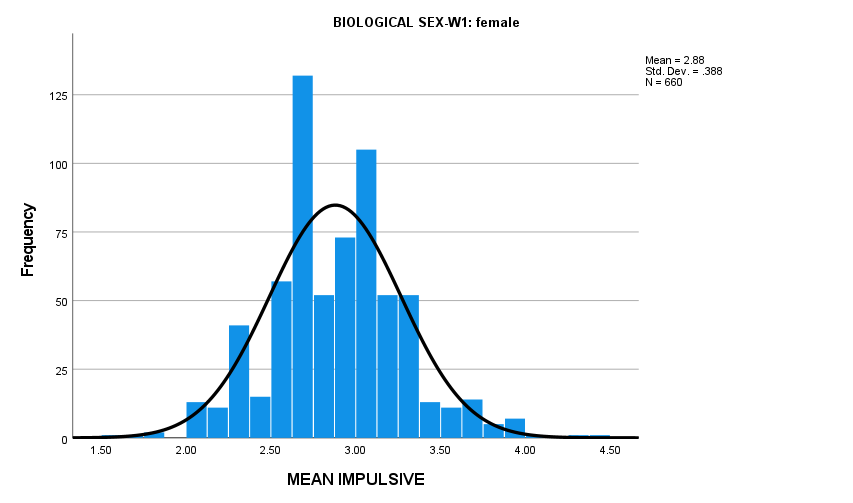 BIOLOGICAL SEX-W1: female
Mean = 2.88
Std. Dev. = .388
N = 660
125
100
75
50
25
0
Frequency
1.50 2.00 2.50 3.00 3.50 4.00 4.50
MEAN IMPULSIVE